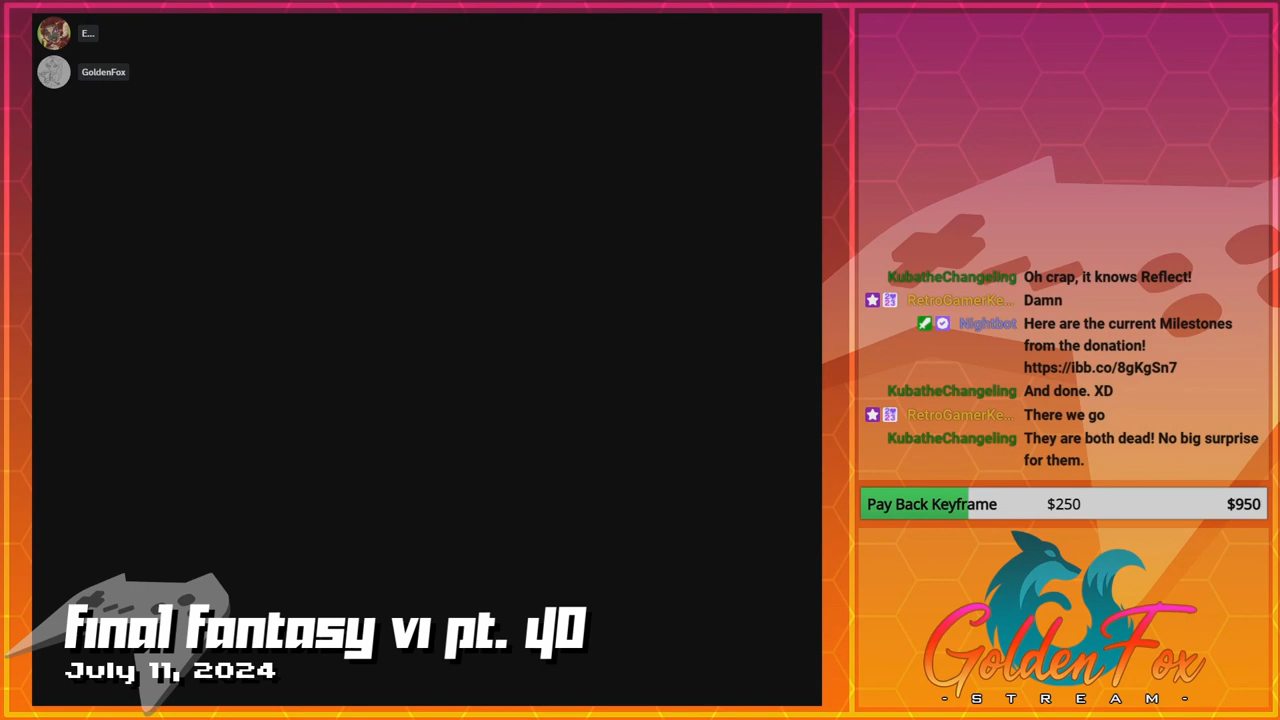 E...
GoldenFox
KubatheChangeling Oh crap, it knows Reflect!
RetroGamerKe... Damn
Nightbot Here are the current Milestones
from the donation!
https://ibb.co/8gKgSn7
KubatheChangeling And done. XD
RetroGamerKe... There we go
KubatheChangeling They are both dead! No big surprise
for them.
Pay Back Keyframe $250 $950
Final Fantasy VI pt. 40
July 11, 2024
GoldenFox
- S T R E A M -